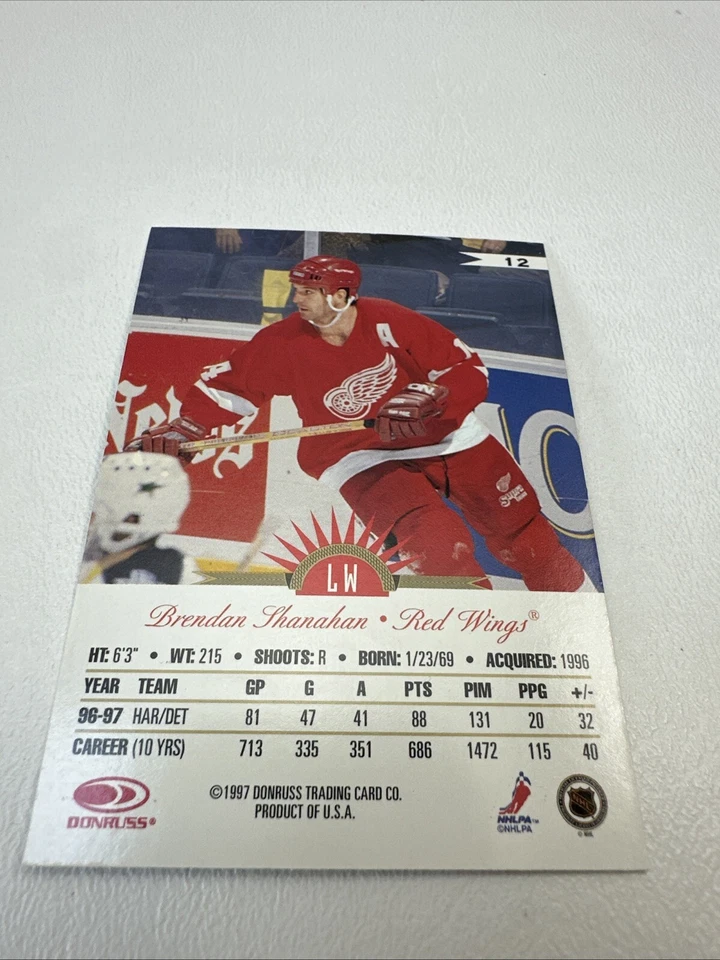 12
A
LW
Brendan Shanahan • Red Wings®
HT: 6'3" • WT: 215 • SHOOTS: R • BORN: 1/23/69 • ACQUIRED: 1996
YEAR TEAM GP G A PTS PIM PPG +/-
96-97 HAR/DET 81 47 41 88 131 20 32
CAREER (10 YRS) 713 335 351 686 1472 115 40
©1997 DONRUSS TRADING CARD CO.
PRODUCT OF U.S.A.
DONRUSS®
NHLPA™
©NHLPA